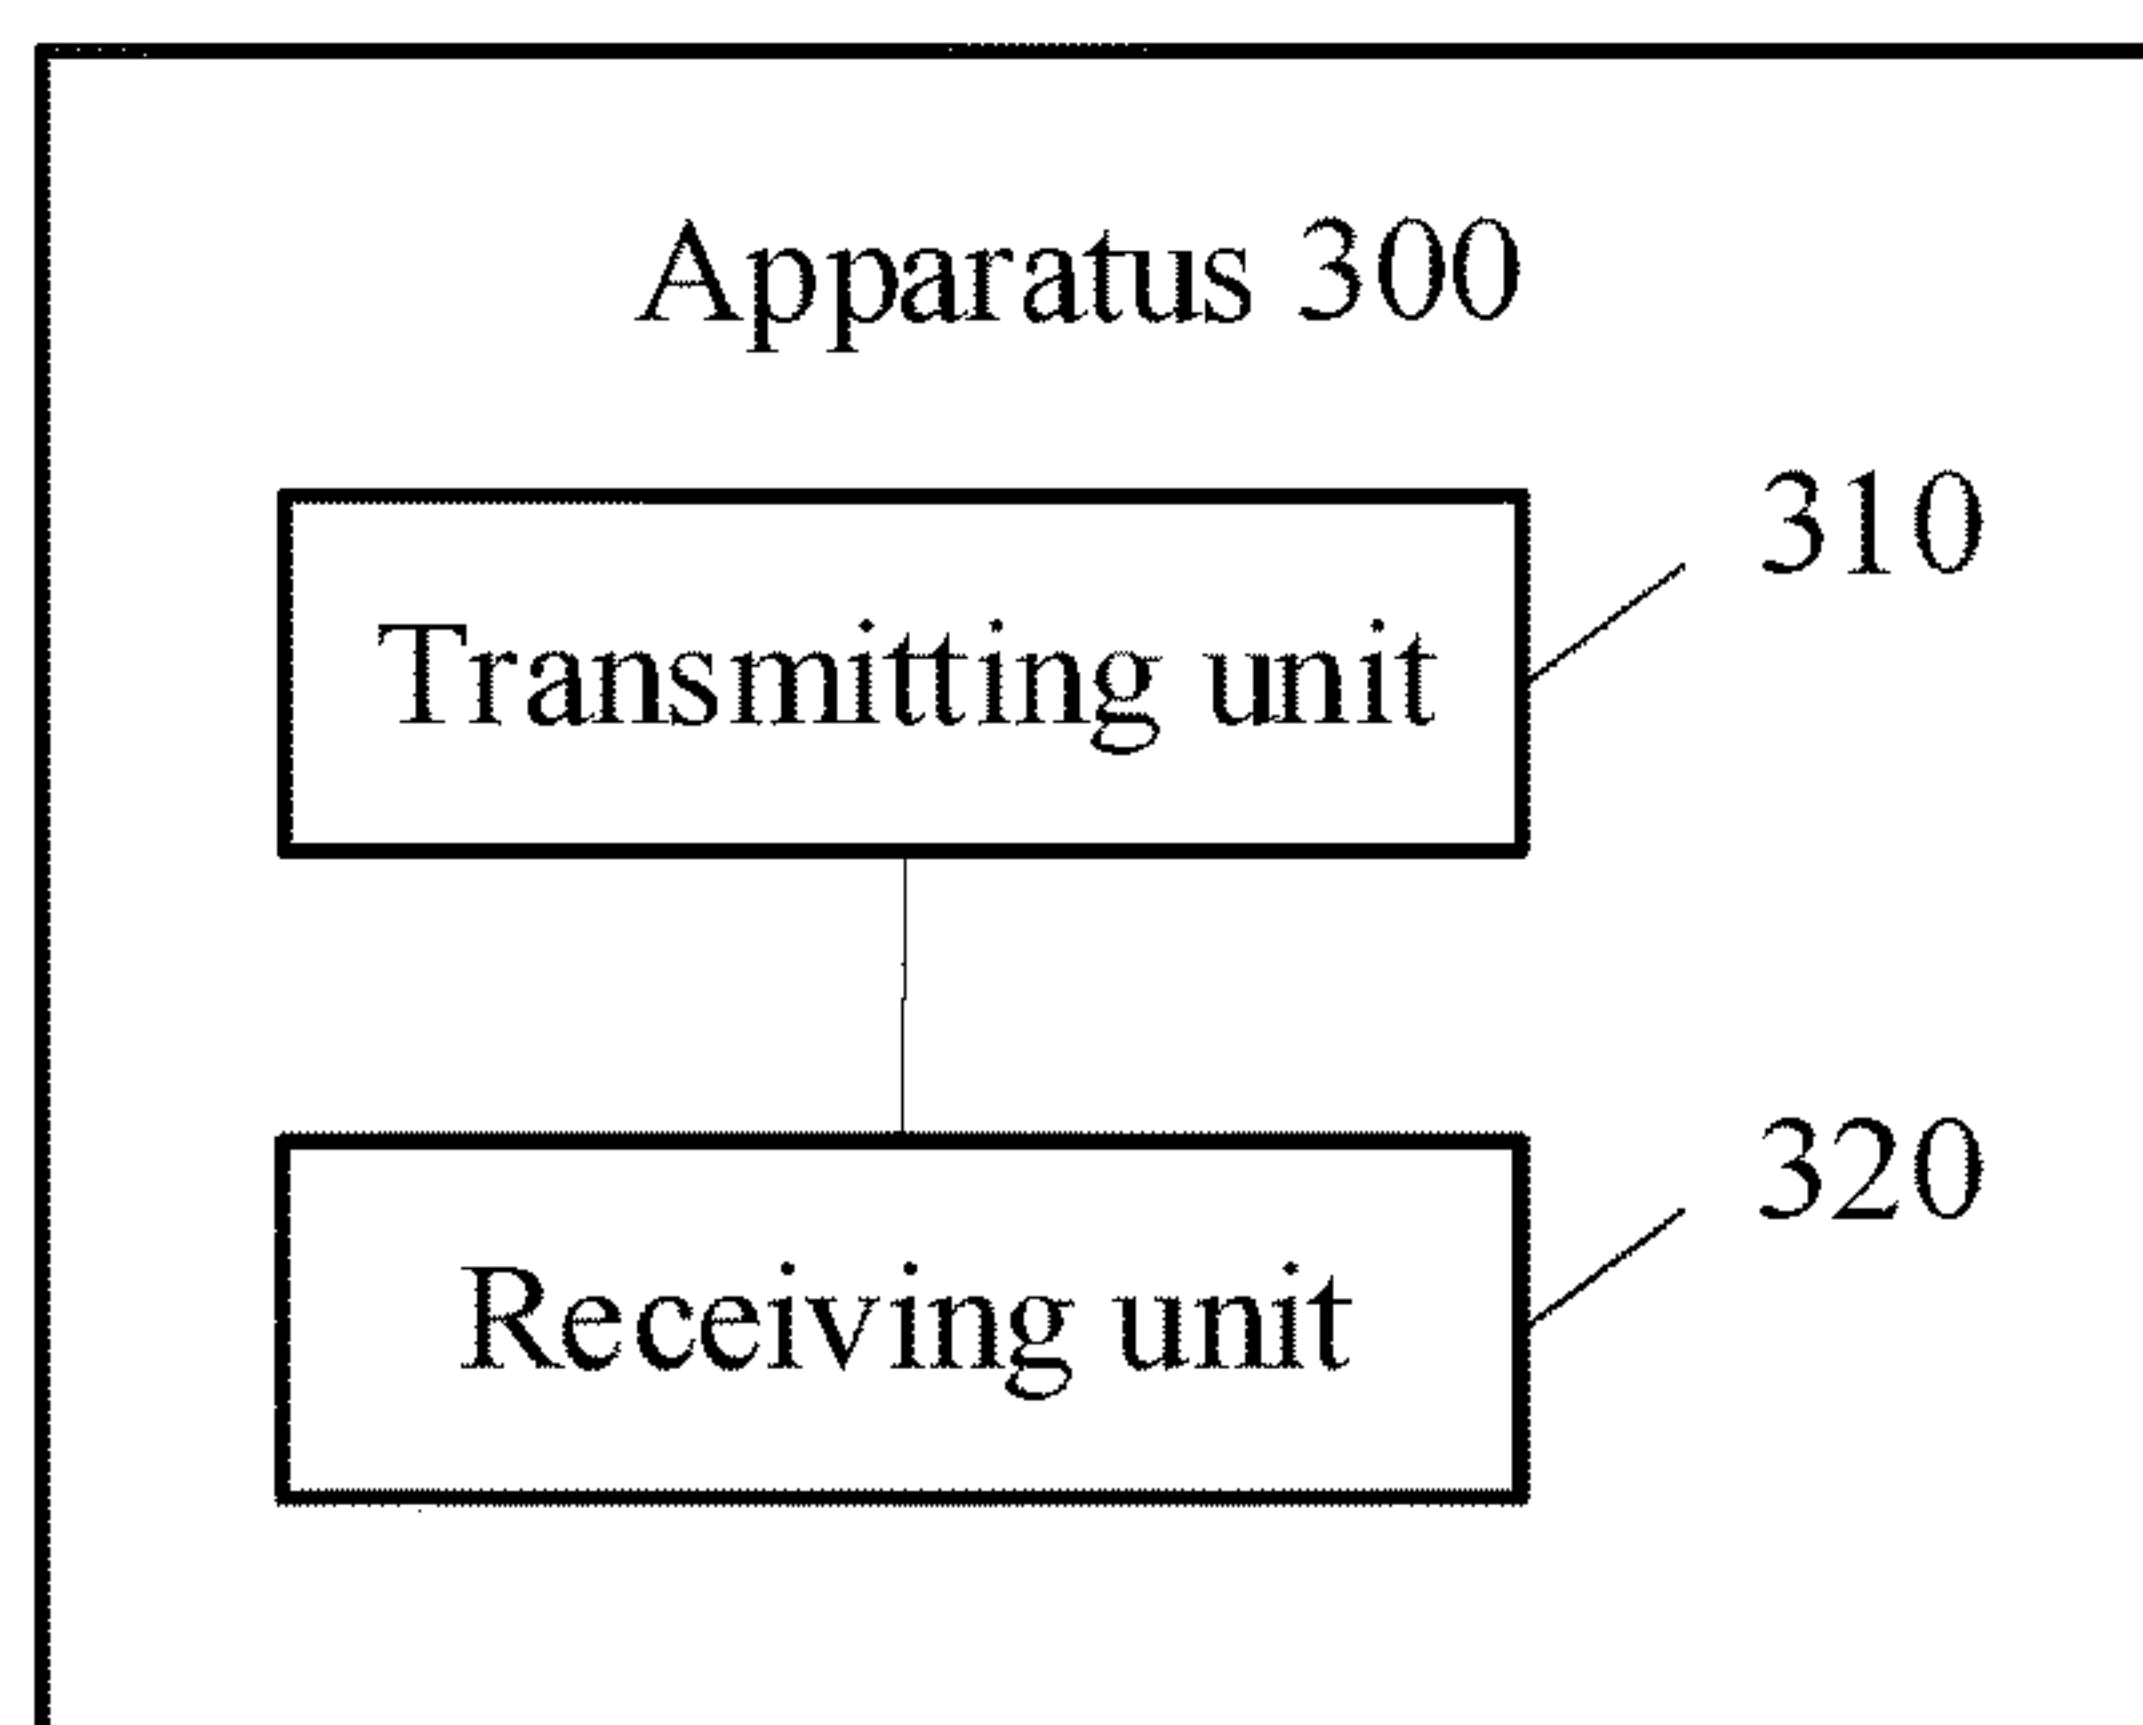 Apparatus 300
310
Transmitting unit
320
Receiving unit